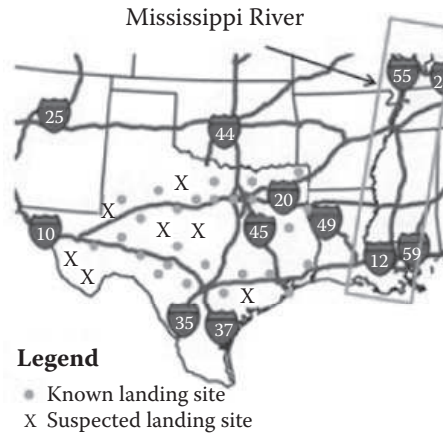 Mississippi River
55
2
25
44
20
10
45
49
12
59
35
37
X
X
X
X
X
X
X
Legend
Known landing site
X Suspected landing site